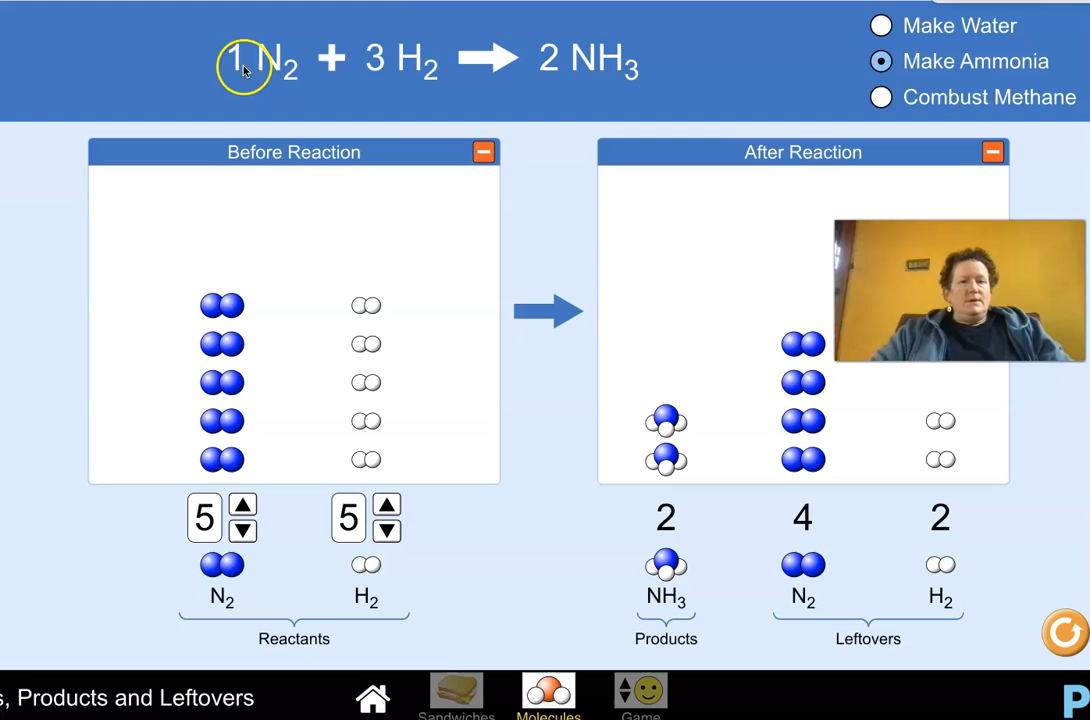 1 N2 + 3 H2 → 2 NH3
Make Water
Make Ammonia
Combust Methane
Before Reaction
After Reaction
5
5
2
4
2
N2
H2
NH3
N2
H2
Reactants
Products
Leftovers
s, Products and Leftovers
Sandwiches
Molecules
Game
P